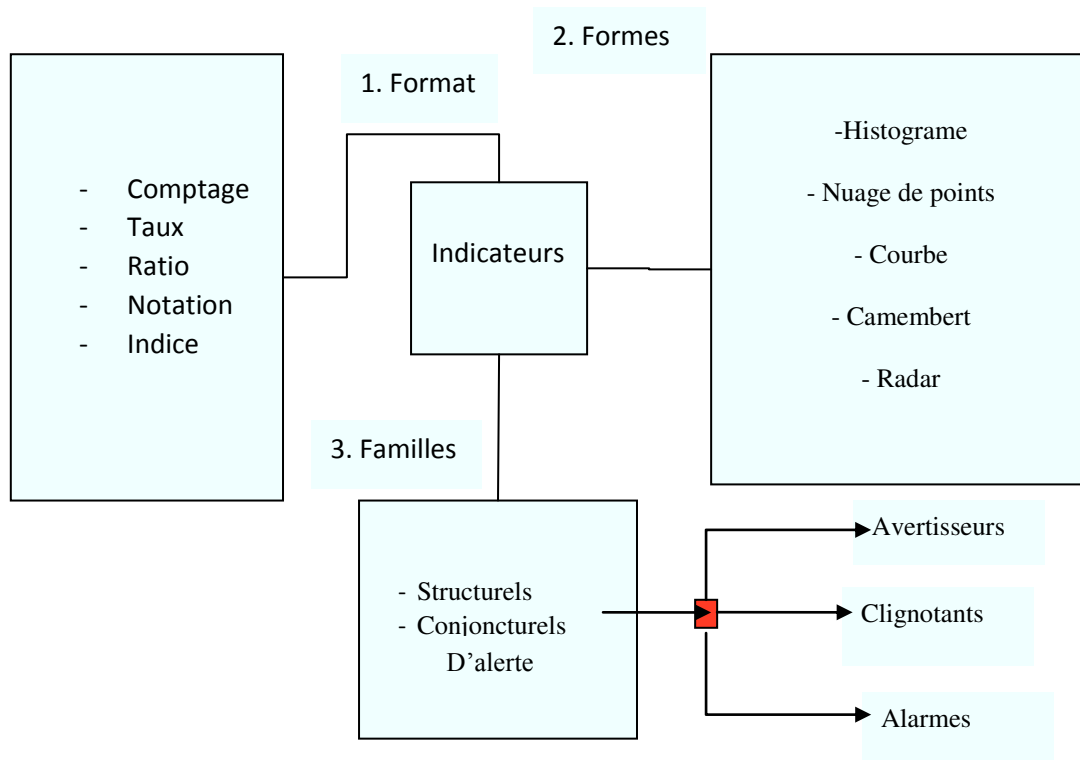 2. Formes
1. Format
- Comptage
- Taux
- Ratio
- Notation
- Indice
Indicateurs
-Histograme
- Nuage de points
- Courbe
- Camembert
- Radar
3. Familles
- Structurels
- Conjoncturels
D’alerte
Avertisseurs
Clignotants
Alarmes